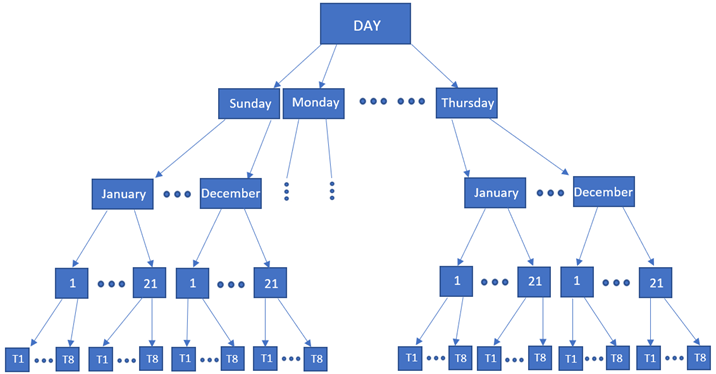 DAY
Sunday Monday Thursday
January December January December
1 21 1 21 1 21 1 21
T1 T8 T1 T8 T1 T8 T1 T8 T1 T8 T1 T8 T1 T8 T1 T8